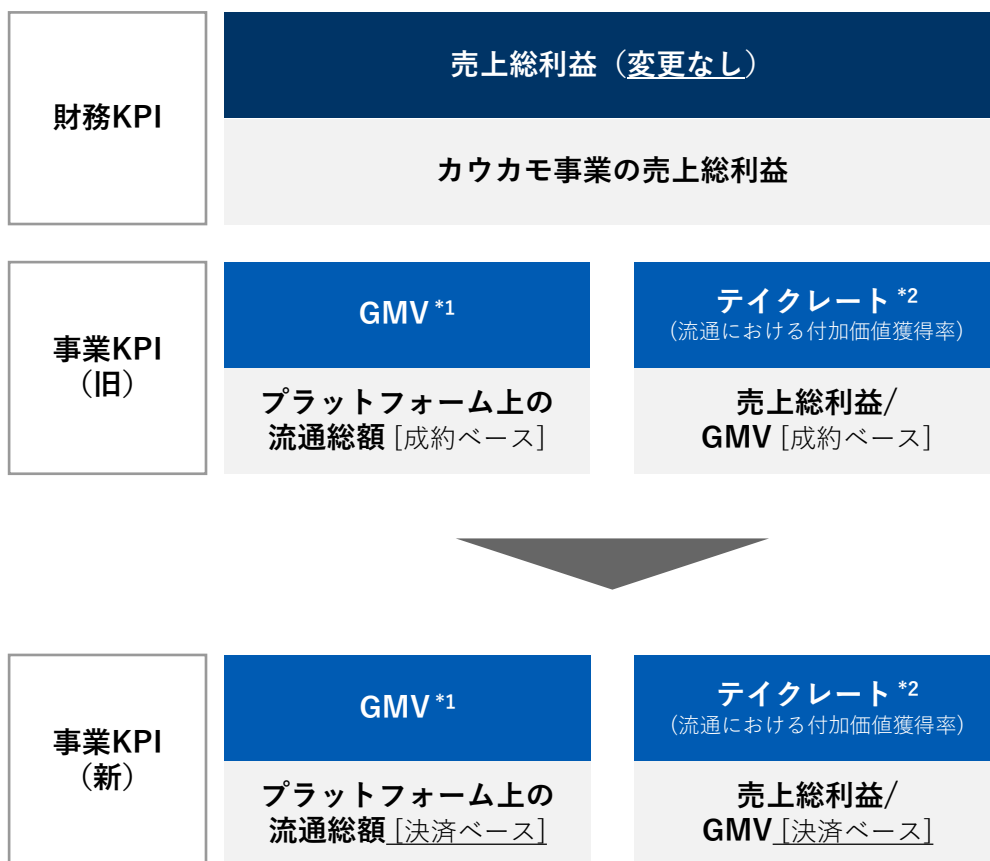 財務KPI
売上総利益（変更なし）
カウカモ事業の売上総利益
事業KPI
（旧）
GMV *1
プラットフォーム上の
流通総額 [成約ベース]
テイクレート *2
(流通における付加価値獲得率)
売上総利益/
GMV [成約ベース]
事業KPI
（新）
GMV *1
プラットフォーム上の
流通総額 [決済ベース]
テイクレート *2
(流通における付加価値獲得率)
売上総利益/
GMV [決済ベース]